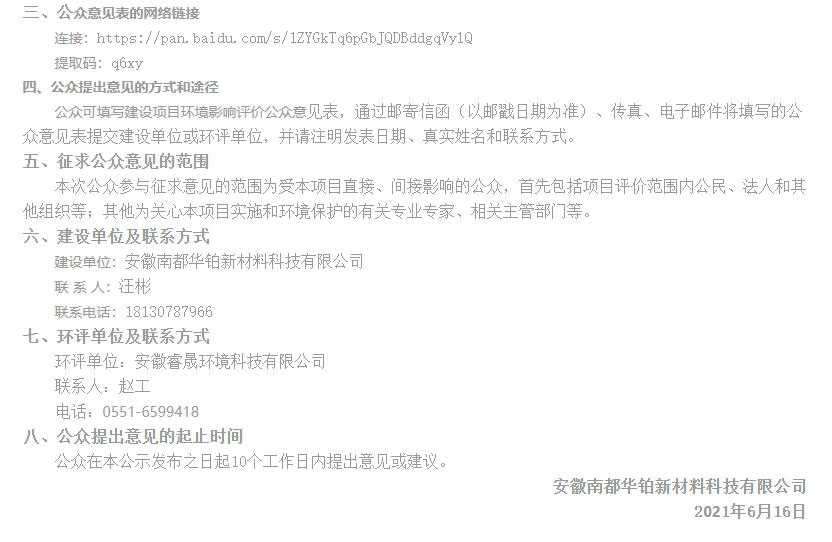 三、公众意见表的网络链接
连接：https://pan.baidu.com/s/1ZYGkTq6pGbJQDBddgqVy1Q
提取码：q6xy
四、公众提出意见的方式和途径
公众可填写建设项目环境影响评价公众意见表，通过邮寄信函（以邮戳日期为准）、传真、电子邮件将填写的公
众意见表提交建设单位或环评单位，并请注明发表日期、真实姓名和联系方式。
五、征求公众意见的范围
本次公众参与征求意见的范围为受本项目直接、间接影响的公众，首先包括项目评价范围内公民、法人和其
他组织等；其他为关心本项目实施和环境保护的有关专业专家、相关主管部门等。
六、建设单位及联系方式
建设单位：安徽南都华铂新材料科技有限公司
联 系 人：汪彬
联系电话：18130787966
七、环评单位及联系方式
环评单位：安徽睿晟环境科技有限公司
联系人：赵工
电话：0551-6599418
八、公众提出意见的起止时间
公众在本公示发布之日起10个工作日内提出意见或建议。
安徽南都华铂新材料科技有限公司
2021年6月16日